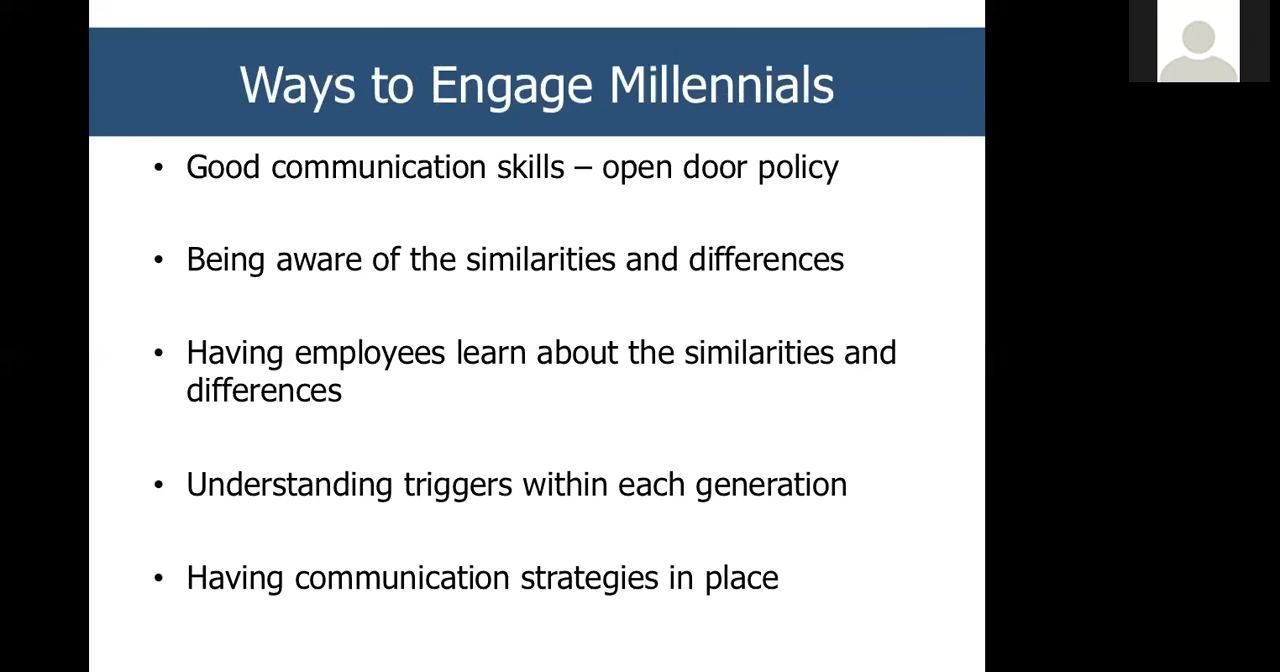 Ways to Engage Millennials
• Good communication skills – open door policy
• Being aware of the similarities and differences
• Having employees learn about the similarities and
differences
• Understanding triggers within each generation
• Having communication strategies in place